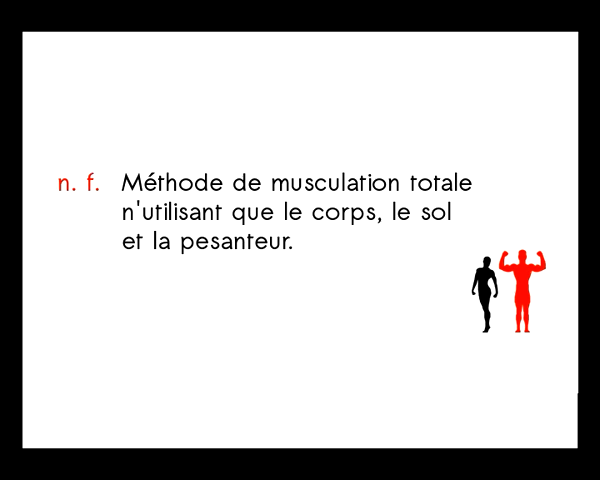 n. f. Méthode de musculation totale
n'utilisant que le corps, le sol
et la pesanteur.